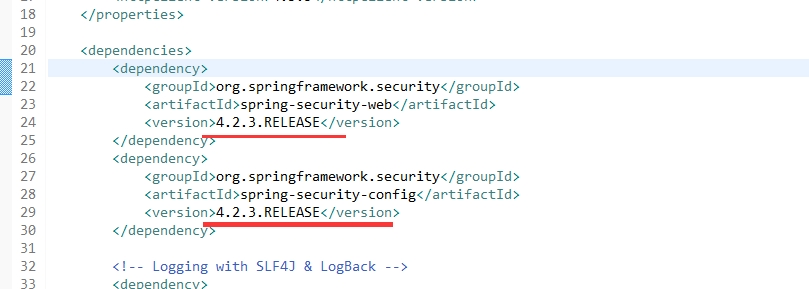 18 </properties>
19
20 <dependencies>
21 <dependency>
22 <groupId>org.springframework.security</groupId>
23 <artifactId>spring-security-web</artifactId>
24 <version>4.2.3.RELEASE</version>
25 </dependency>
26 <dependency>
27 <groupId>org.springframework.security</groupId>
28 <artifactId>spring-security-config</artifactId>
29 <version>4.2.3.RELEASE</version>
30 </dependency>
31
32 <!-- Logging with SLF4J & LogBack -->
33 <dependency>